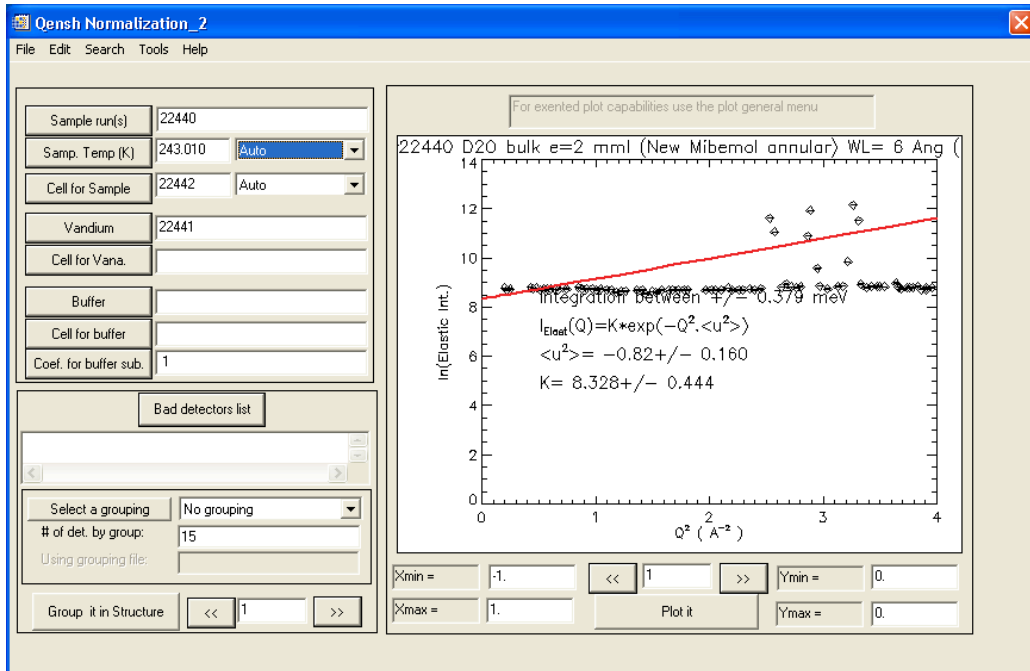 Qensh Normalization_2
File Edit Search Tools Help
Sample run(s) 22440
Samp. Temp (K) 243.010 Auto
Cell for Sample 22442 Auto
Vandium 22441
Cell for Vana.
Buffer
Cell for buffer
Coef. for buffer sub. 1
Bad detectors list
Select a grouping No grouping
# of det. by group: 15
Using grouping file:
Group it in Structure << 1 >>
For exented plot capabilities use the plot general menu
22440 D2O bulk e=2 mml (New Mibemol annular) WL= 6 Ang (
14
12
10
8
6
4
2
0
ln(Elastic Int.)
Integration between +/- 0.379 meV
I_Elast(Q)=K*exp(-Q².<u²>)
<u²>= -0.82+/- 0.160
K= 8.328+/- 0.444
0 1 2 3 4
Q² ( A⁻² )
Xmin = -1. << 1 >> Ymin = 0.
Xmax = 1. Plot it Ymax = 0.